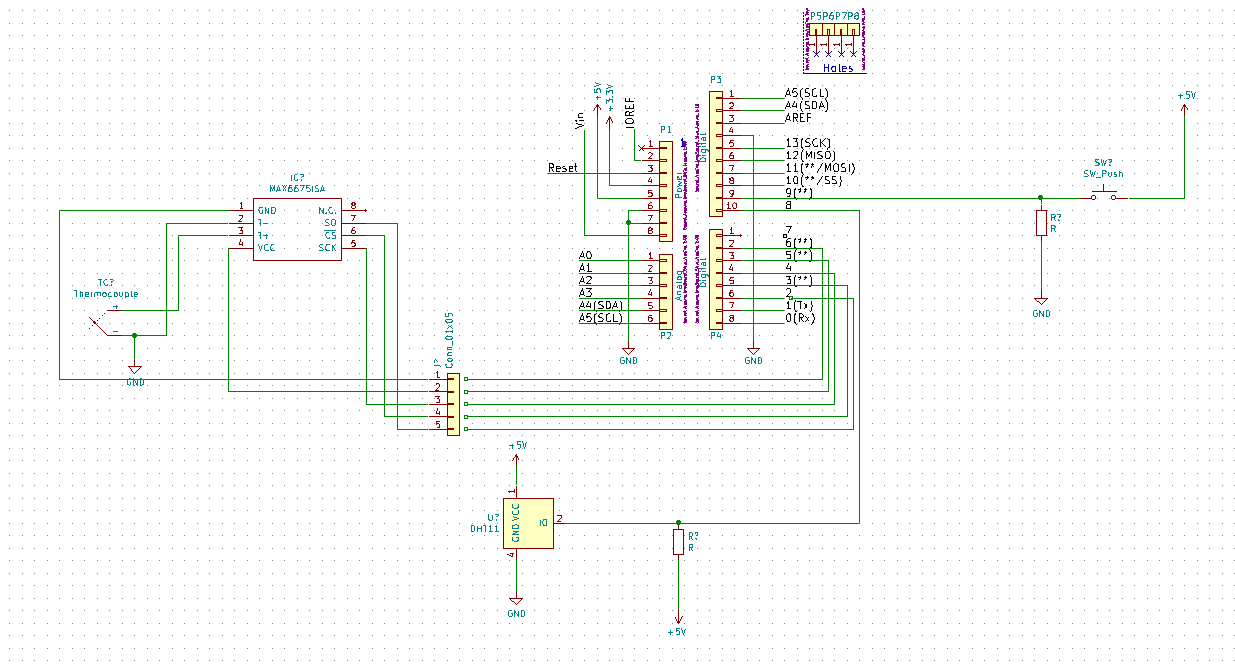 P5P6P7P8
1 1 1 1
Holes
P3
1 A5(SCL)
2 A4(SDA)
3 AREF
4
5 13(SCK)
6 12(MISO)
7 11(**/MOSI)
8 10(**/SS)
9 9(**)
10 8
Digital
+5V
+3.3V
Vin
IOREF
P1
1
2
Reset 3
4
5
6
7
8
Power
+5V
SW?
SW_Push
R?
R
GND
IC?
MAX6675ISA
1 GND N.C. 8
2 T- SO 7
3 T+ CS 6
4 VCC SCK 5
TC?
Thermocouple
+
−
GND
A0 1
A1 2
A2 3
A3 4
A4(SDA) 5
A5(SCL) 6
Analog
P2
GND
1 7
2 6(**)
3 5(**)
4 4
5 3(**)
6 2
7 1(Tx)
8 0(Rx)
Digital
P4
GND
J?
Conn_01x05
1
2
3
4
5
+5V
U?
DHT11
1
VCC
GND
IO
2
4
GND
R?
R
+5V